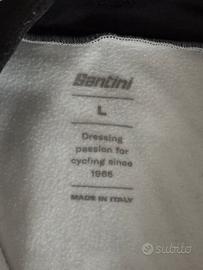 Santini
L
Dressing
passion for
cycling since
1965
MADE IN ITALY
subito